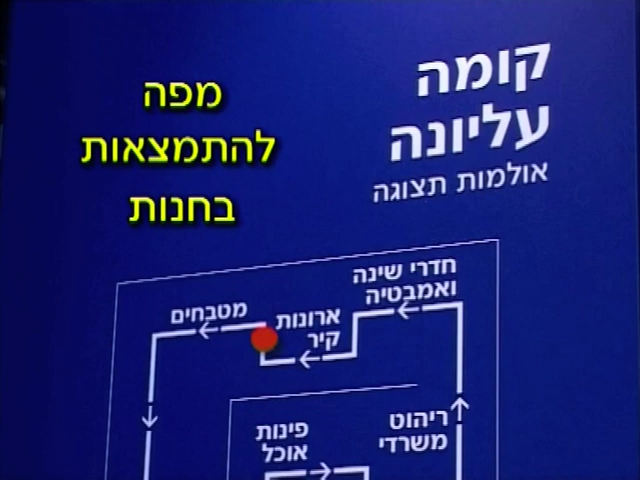 קומה
עליונה
אולמות תצוגה
מפה
להתמצאות
בחנות
חדרי שינה
ואמבטיה
ארונות
קיר
מטבחים
ריהוט
משרדי
פינות
אוכל